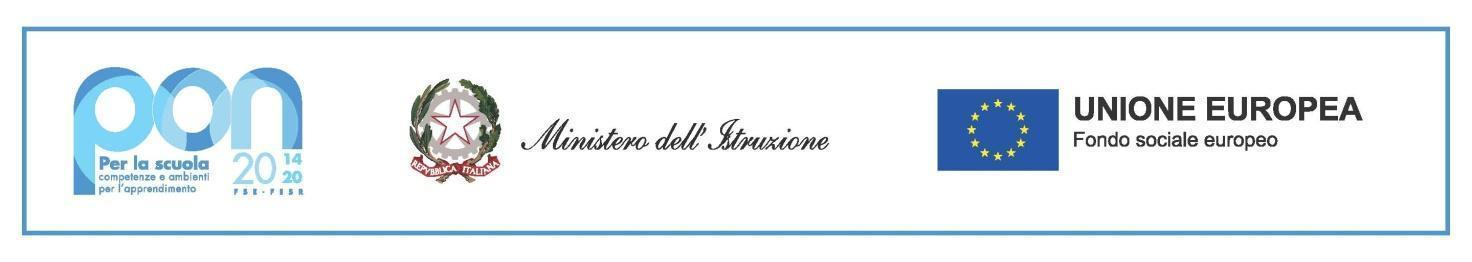 pon
Per la scuola
competenze e ambienti
per l'apprendimento
20 14
20
FSE-FESR
REPVBBLICA ITALIANA
Ministero dell'Istruzione
UNIONE EUROPEA
Fondo sociale europeo